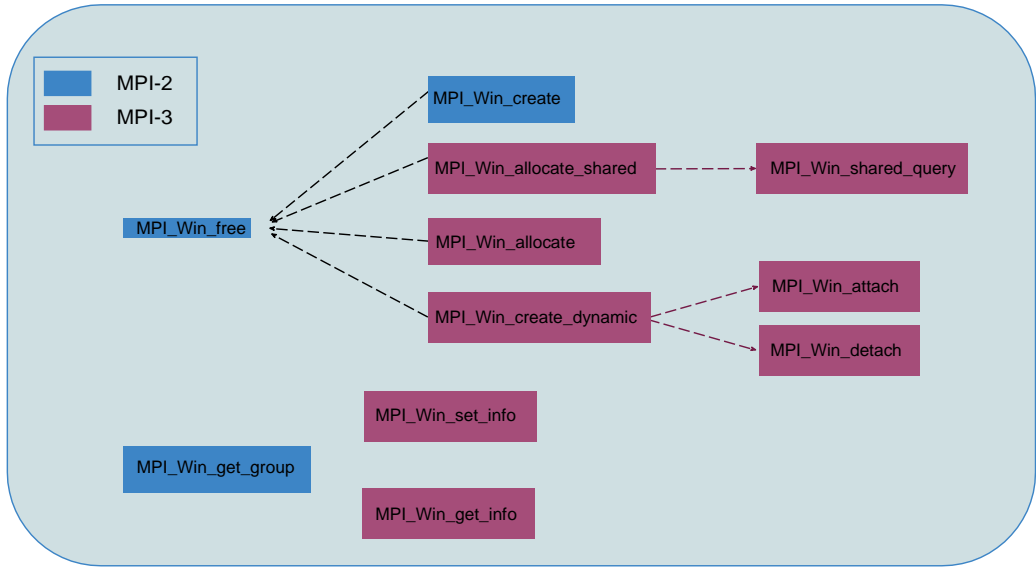 MPI-2
MPI-3
MPI_Win_create
MPI_Win_allocate_shared
MPI_Win_shared_query
MPI_Win_free
MPI_Win_allocate
MPI_Win_attach
MPI_Win_create_dynamic
MPI_Win_detach
MPI_Win_set_info
MPI_Win_get_group
MPI_Win_get_info